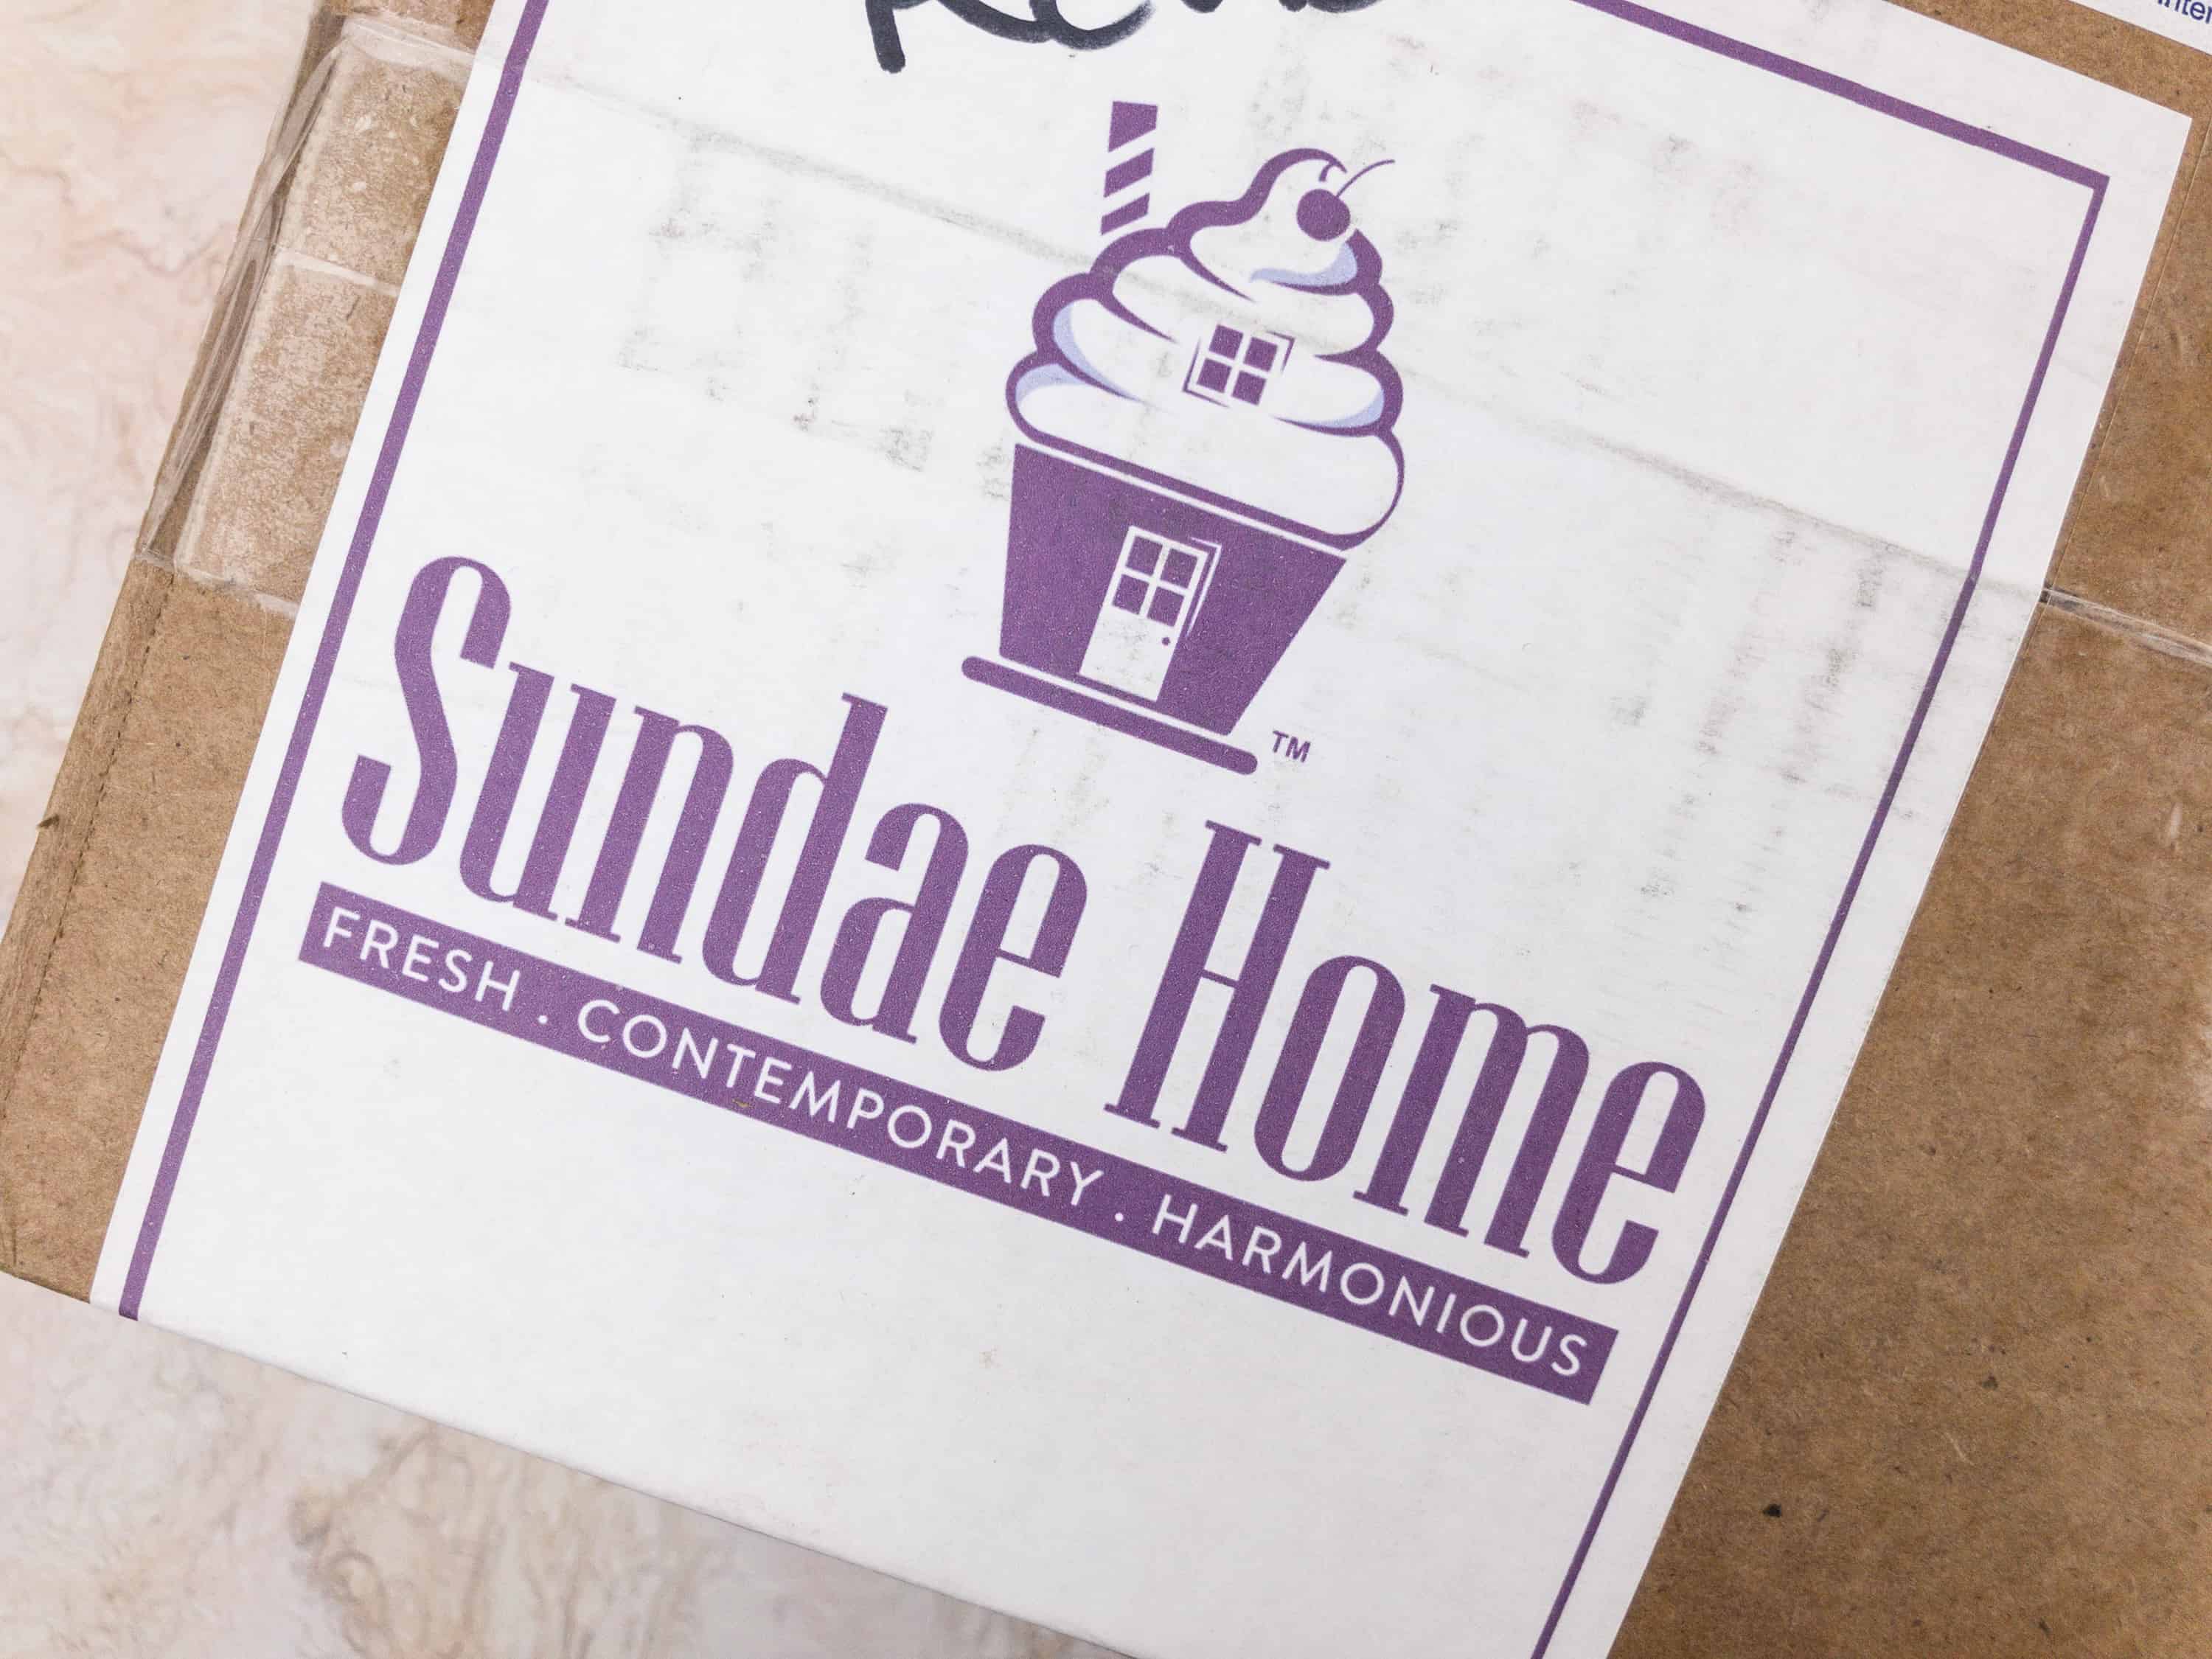 TM
Sundae Home
FRESH . CONTEMPORARY . HARMONIOUS